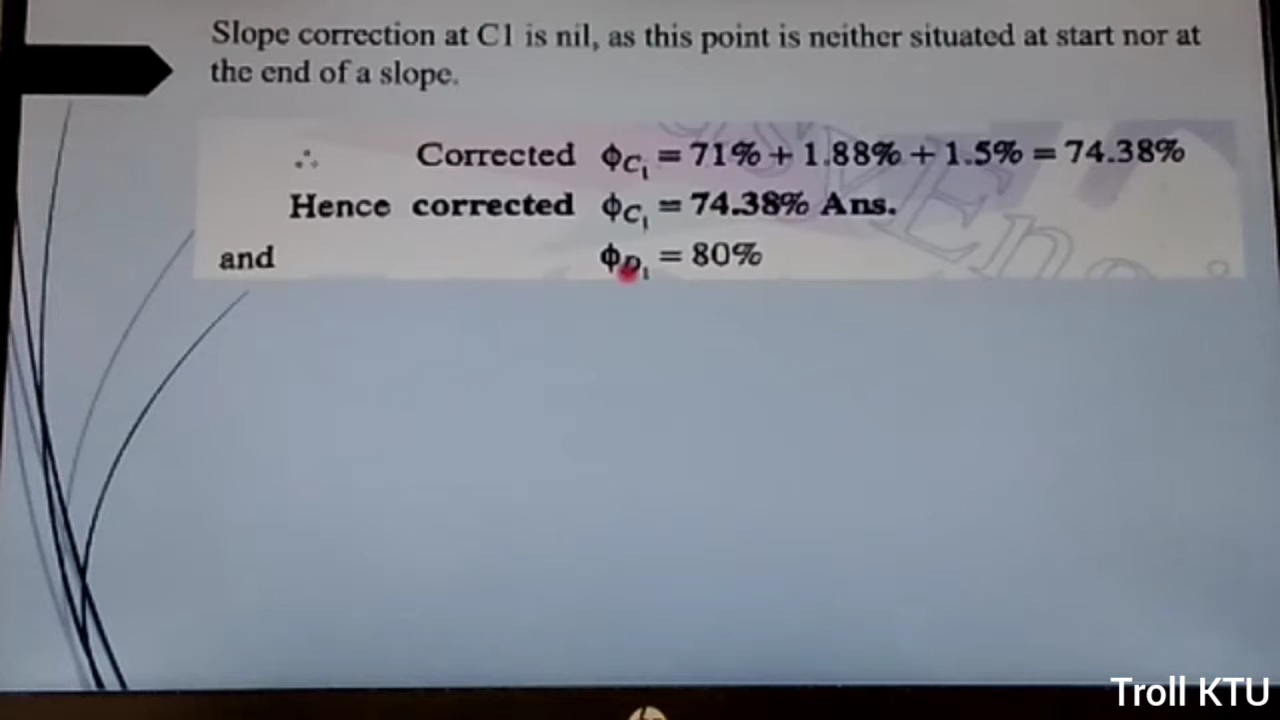 Slope correction at C1 is nil, as this point is neither situated at start nor at
the end of a slope.
∴ Corrected ϕC₁ = 71% + 1.88% + 1.5% = 74.38%
Hence corrected ϕC₁ = 74.38% Ans.
and ϕD₁ = 80%
Troll KTU